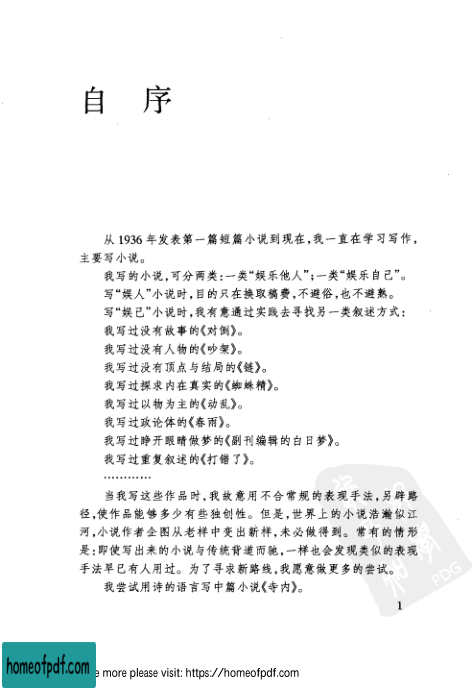 自 序
从 1936 年发表第一篇短篇小说到现在,我一直在学习写作,
主要写小说。
我写的小说,可分两类:一类“娱乐他人”;一类“娱乐自己”。
写“娱人”小说时,目的只在换取稿费,不避俗,也不避熟。
写“娱己”小说时,我有意通过实践去寻找另一类叙述方式:
我写过没有故事的《对倒》。
我写过没有人物的《吵架》。
我写过没有顶点与结局的《链》。
我写过探求内在真实的《蜘蛛精》。
我写过以物为主的《动乱》。
我写过政论体的《春雨》。
我写过睁开眼睛做梦的《副刊编辑的白日梦》。
我写过重复叙述的《打错了》。
…………
当我写这些作品时,我故意用不合常规的表现手法,另辟路
径,使作品能够多少有些独创性。但是,世界上的小说浩瀚似江
河,小说作者企图从老样中变出新样,未必做得到。常有的情形
是:即使写出来的小说与传统背道而驰,一样也会发现类似的表现
手法早已有人用过。为了寻求新路线,我愿意做更多的尝试。
我尝试用诗的语言写中篇小说《寺内》。
PDG
1
homeofpdf.com
e more please visit: https://homeofpdf.com